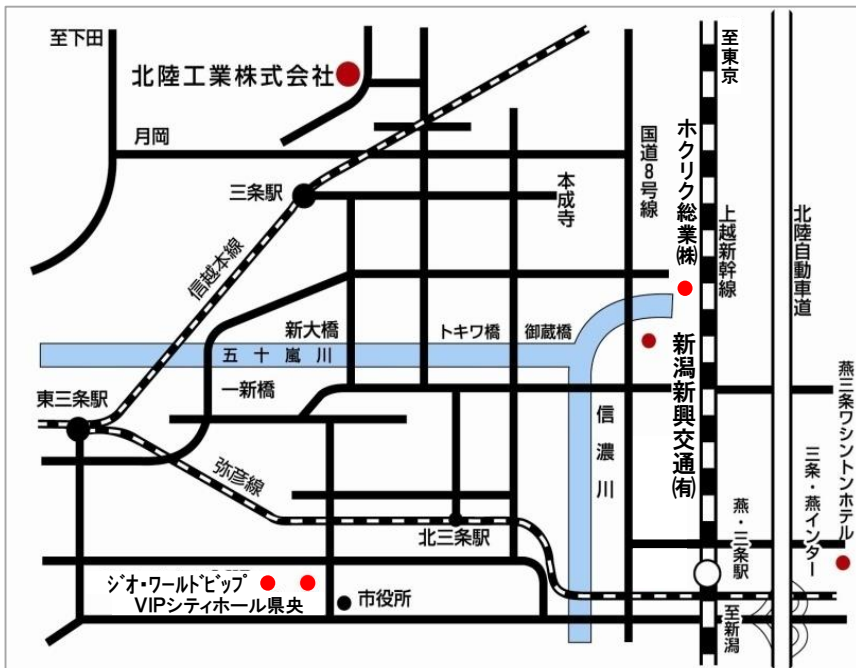 至下田
北陸工業株式会社
月岡
三条駅
信越本線
本成寺
国道8号線
ホクリク総業㈱
至東京
上越新幹線
北陸自動車道
新大橋
トキワ橋
御蔵橋
五十嵐川
一新橋
東三条駅
弥彦線
信濃川
新潟新興交通㈲
燕三条ワシントンホテル
三条・燕インター
燕・三条駅
北三条駅
ジオ・ワールドビップ
VIPシティホール県央
市役所
至新潟